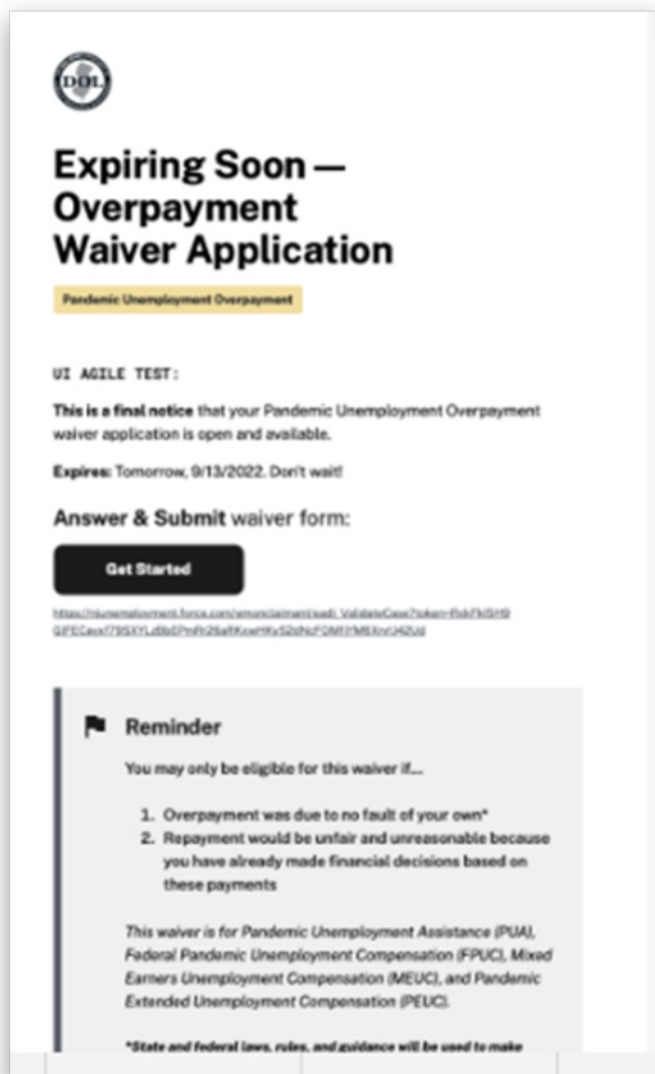 DOL
Expiring Soon —
Overpayment
Waiver Application
Pandemic Unemployment Overpayment
UI AGILE TEST:
This is a final notice that your Pandemic Unemployment Overpayment
waiver application is open and available.
Expires: Tomorrow, 9/13/2022. Don't wait!
Answer & Submit waiver form:
Get Started
Reminder
You may only be eligible for this waiver if...
1. Overpayment was due to no fault of your own*
2. Repayment would be unfair and unreasonable because
you have already made financial decisions based on
these payments
This waiver is for Pandemic Unemployment Assistance (PUA),
Federal Pandemic Unemployment Compensation (FPUC), Mixed
Earners Unemployment Compensation (MEUC), and Pandemic
Extended Unemployment Compensation (PEUC).
*State and federal laws, rules, and guidance will be used to make